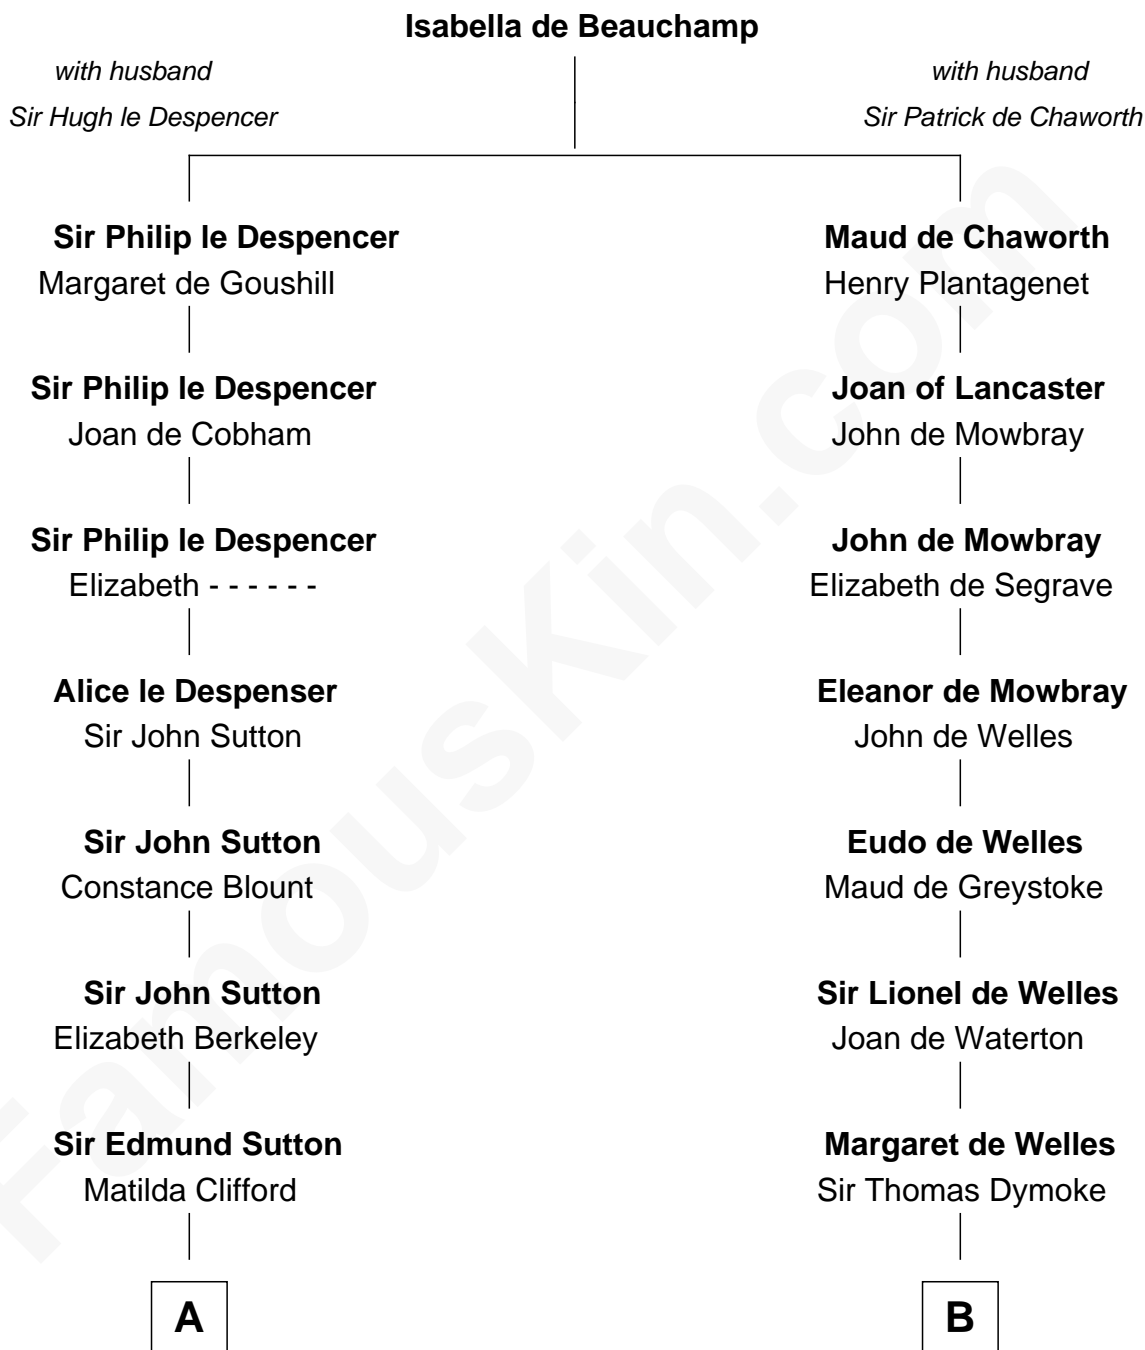 Isabella de Beauchamp
with husband
Sir Hugh le Despencer
with husband
Sir Patrick de Chaworth
Sir Philip le Despencer
Margaret de Goushill
Maud de Chaworth
Henry Plantagenet
Sir Philip le Despencer
Joan de Cobham
Joan of Lancaster
John de Mowbray
Sir Philip le Despencer
Elizabeth - - - - - -
John de Mowbray
Elizabeth de Segrave
Alice le Despenser
Sir John Sutton
Eleanor de Mowbray
John de Welles
Sir John Sutton
Constance Blount
Eudo de Welles
Maud de Greystoke
Sir John Sutton
Elizabeth Berkeley
Sir Lionel de Welles
Joan de Waterton
Sir Edmund Sutton
Matilda Clifford
Margaret de Welles
Sir Thomas Dymoke
A
B
FamousKin.com